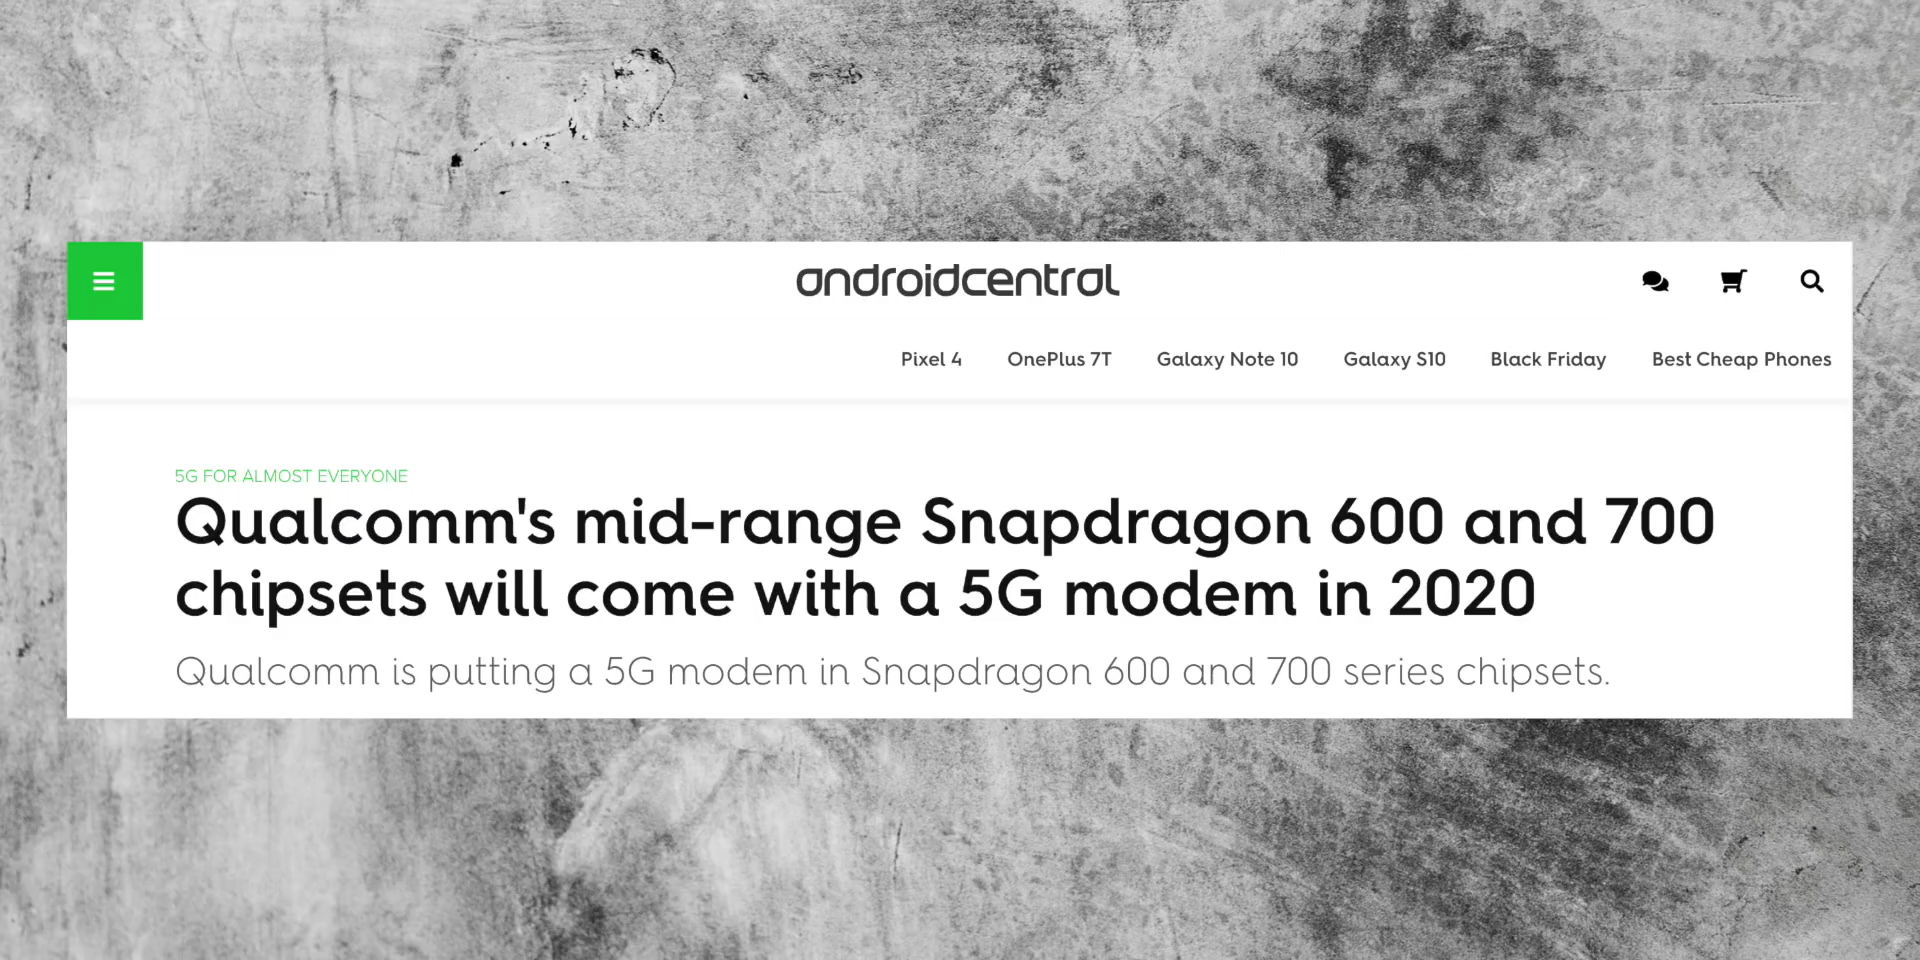 androidcentral
Pixel 4 OnePlus 7T Galaxy Note 10 Galaxy S10 Black Friday Best Cheap Phones
5G FOR ALMOST EVERYONE
Qualcomm's mid-range Snapdragon 600 and 700
chipsets will come with a 5G modem in 2020
Qualcomm is putting a 5G modem in Snapdragon 600 and 700 series chipsets.